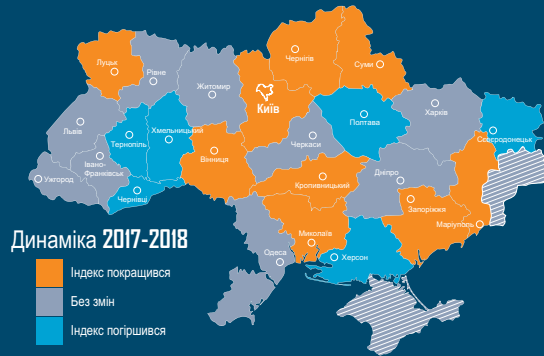 Чернігів
Луцьк
Суми
Рівне
Житомир
Київ
Львів
Тернопіль
Хмельницький
Полтава
Харків
Сєвєродонецьк
Івано-
Франківськ
Вінниця
Черкаси
Ужгород
Чернівці
Кропивницький
Дніпро
Запоріжжя
Маріуполь
Миколаїв
Одеса
Херсон
Динаміка 2017-2018
Індекс покращився
Без змін
Індекс погіршився